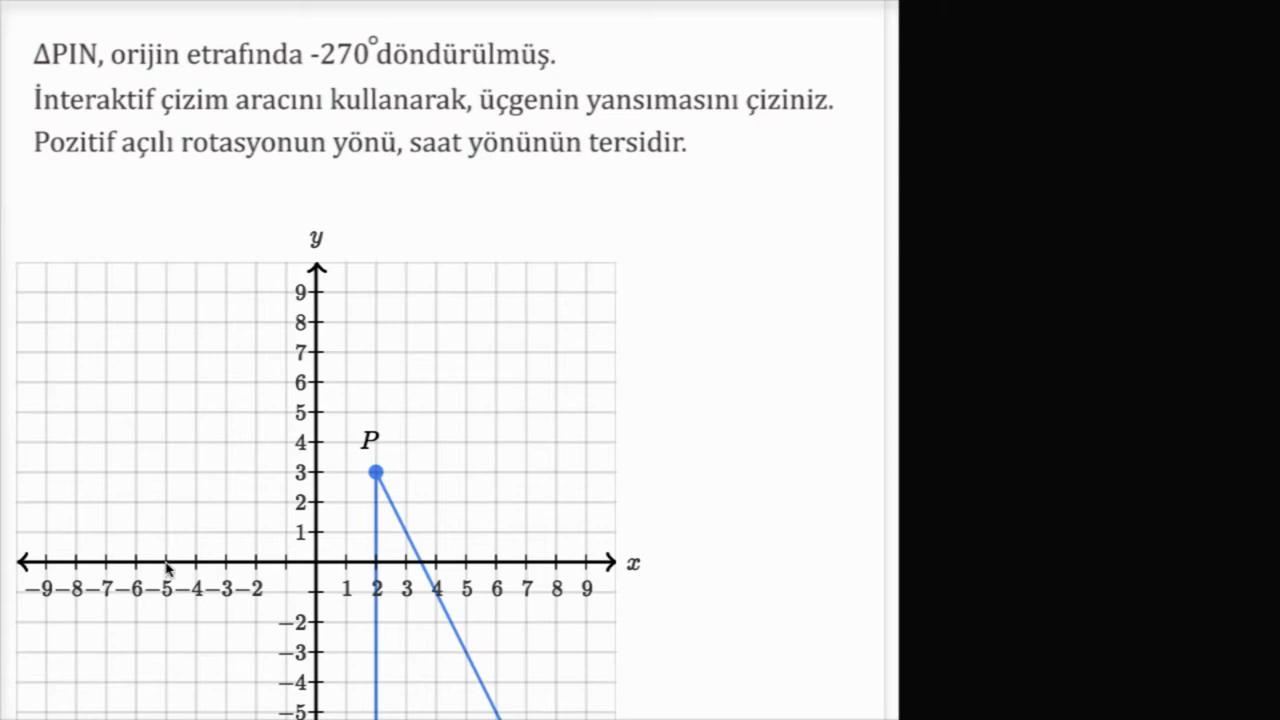 ΔPIN, orijin etrafında -270° döndürülmüş.
İnteraktif çizim aracını kullanarak, üçgenin yansımasını çiziniz.
Pozitif açılı rotasyonun yönü, saat yönünün tersidir.
y
9
8
7
6
5
4
P
3
2
1
x
−9 −8 −7 −6 −5 −4 −3 −2 1 2 3 4 5 6 7 8 9
−2
−3
−4
−5